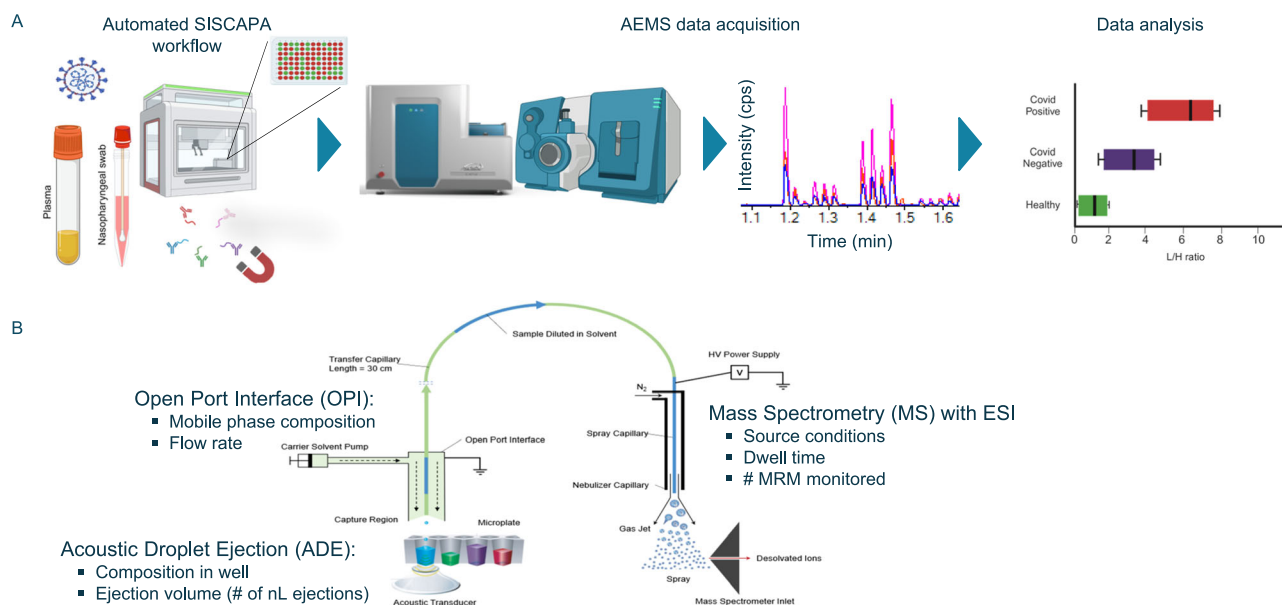 A
Automated SISCAPA
workflow
AEMS data acquisition
Data analysis
Plasma
Nasopharyngeal swab
Intensity (cps)
1.1 1.2 1.3 1.4 1.5 1.6
Time (min)
Covid
Positive
Covid
Negative
Healthy
0 2 4 6 8 10
L/H ratio
B
Sample Diluted in Solvent
Transfer Capillary
Length = 30 cm
HV Power Supply
V
N2
Open Port Interface (OPI):
▪ Mobile phase composition
▪ Flow rate
Mass Spectrometry (MS) with ESI
▪ Source conditions
▪ Dwell time
▪ # MRM monitored
Spray Capillary
Carrier Solvent Pump
Open Port Interface
Nebulizer Capillary
Capture Region
Microplate
Gas Jet
Acoustic Droplet Ejection (ADE):
▪ Composition in well
▪ Ejection volume (# of nL ejections)
Desolvated Ions
Spray
Acoustic Transducer
Mass Spectrometer Inlet